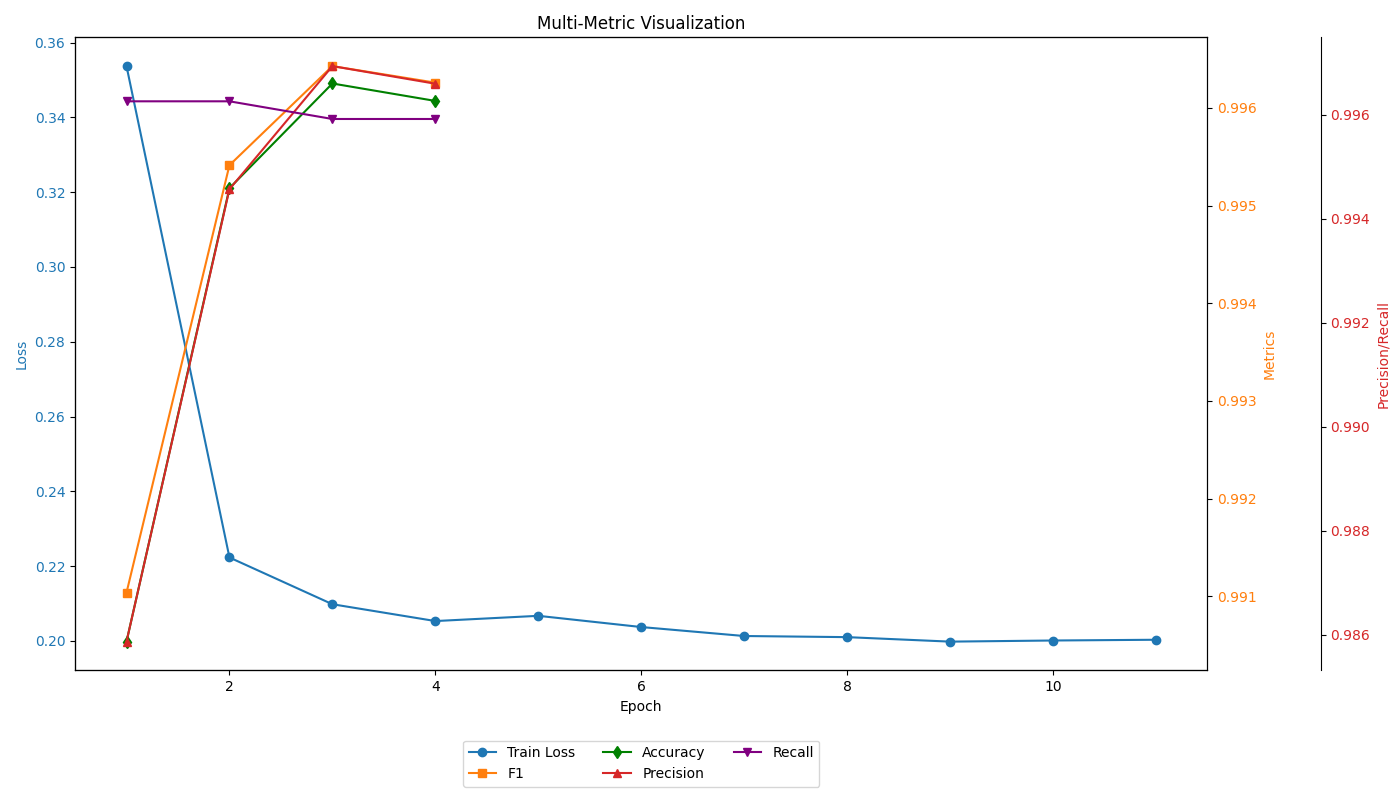 Multi-Metric Visualization
0.36
0.34
0.32
0.30
0.28
0.26
0.24
0.22
0.20
Loss
2
4
6
8
10
Epoch
0.996
0.995
0.994
0.993
0.992
0.991
Metrics
0.996
0.994
0.992
0.990
0.988
0.986
Precision/Recall
Train Loss
F1
Accuracy
Precision
Recall